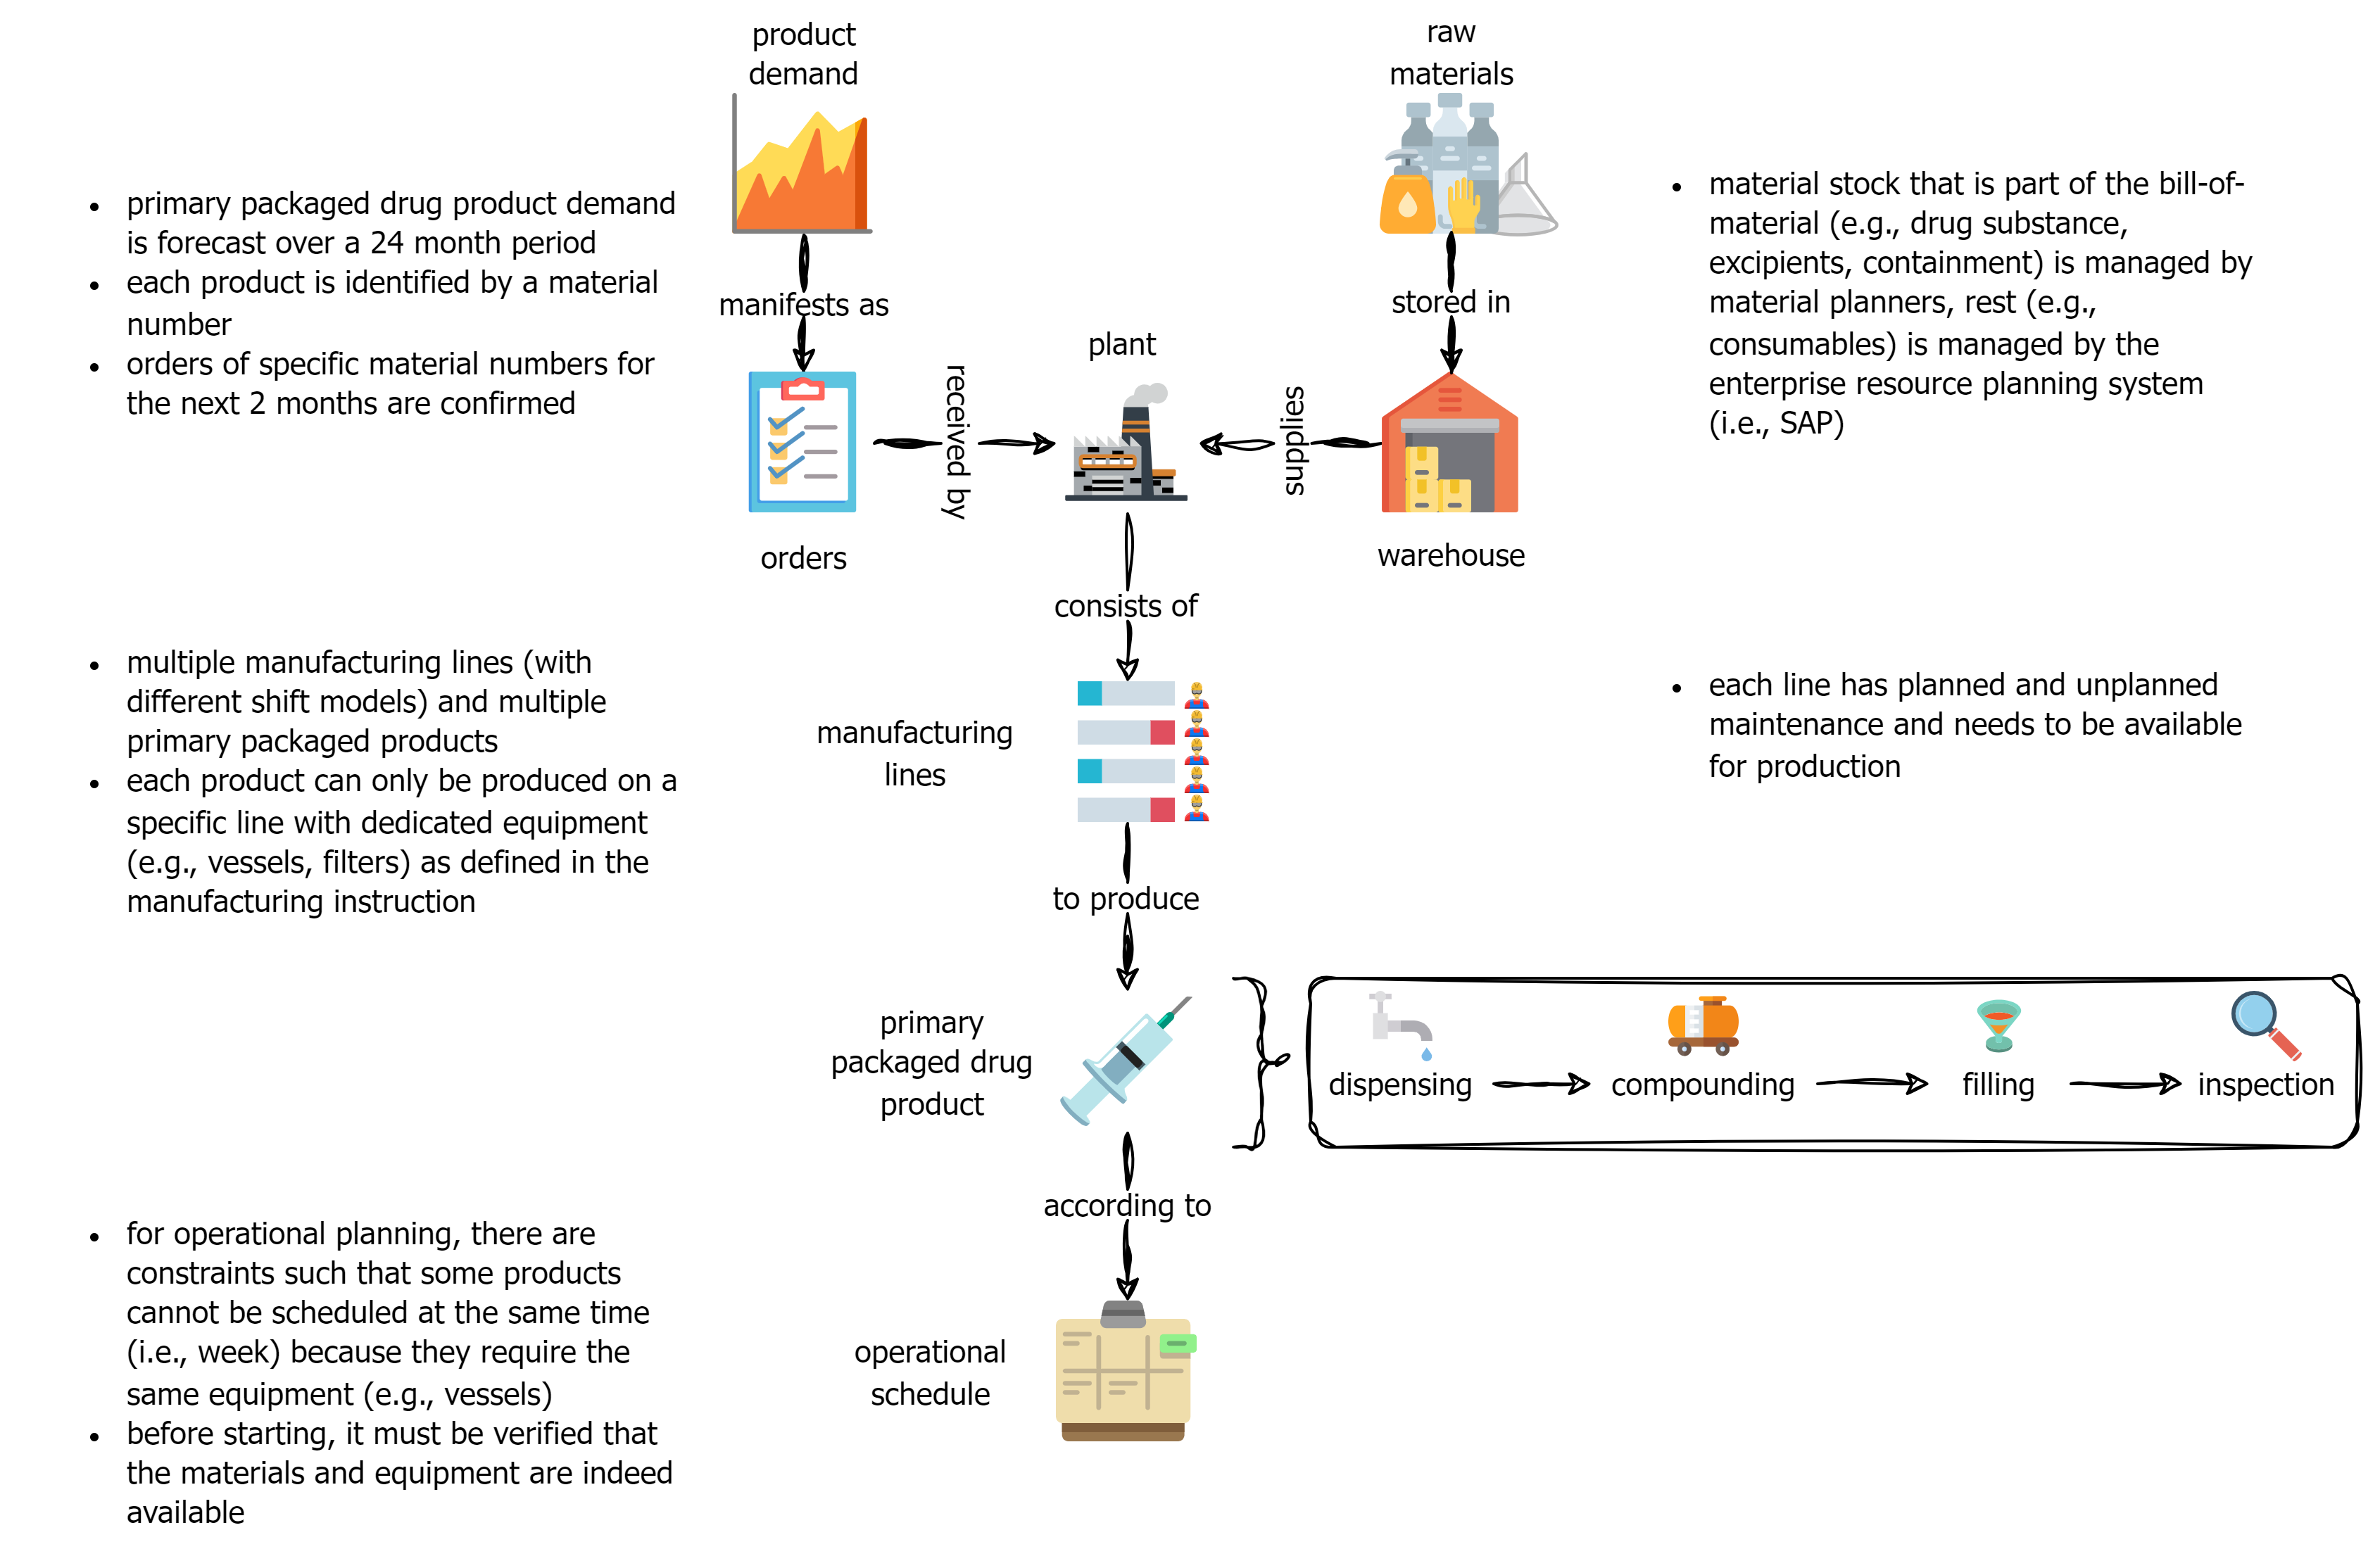 product
demand
raw
materials
• primary packaged drug product demand
is forecast over a 24 month period
• each product is identified by a material
number
• orders of specific material numbers for
the next 2 months are confirmed
manifests as
orders
received by
plant
supplies
stored in
warehouse
• material stock that is part of the bill-of-
material (e.g., drug substance,
excipients, containment) is managed by
material planners, rest (e.g.,
consumables) is managed by the
enterprise resource planning system
(i.e., SAP)
consists of
• multiple manufacturing lines (with
different shift models) and multiple
primary packaged products
• each product can only be produced on a
specific line with dedicated equipment
(e.g., vessels, filters) as defined in the
manufacturing instruction
manufacturing
lines
• each line has planned and unplanned
maintenance and needs to be available
for production
to produce
primary
packaged drug
product
dispensing
compounding
filling
inspection
according to
• for operational planning, there are
constraints such that some products
cannot be scheduled at the same time
(i.e., week) because they require the
same equipment (e.g., vessels)
• before starting, it must be verified that
the materials and equipment are indeed
available
operational
schedule